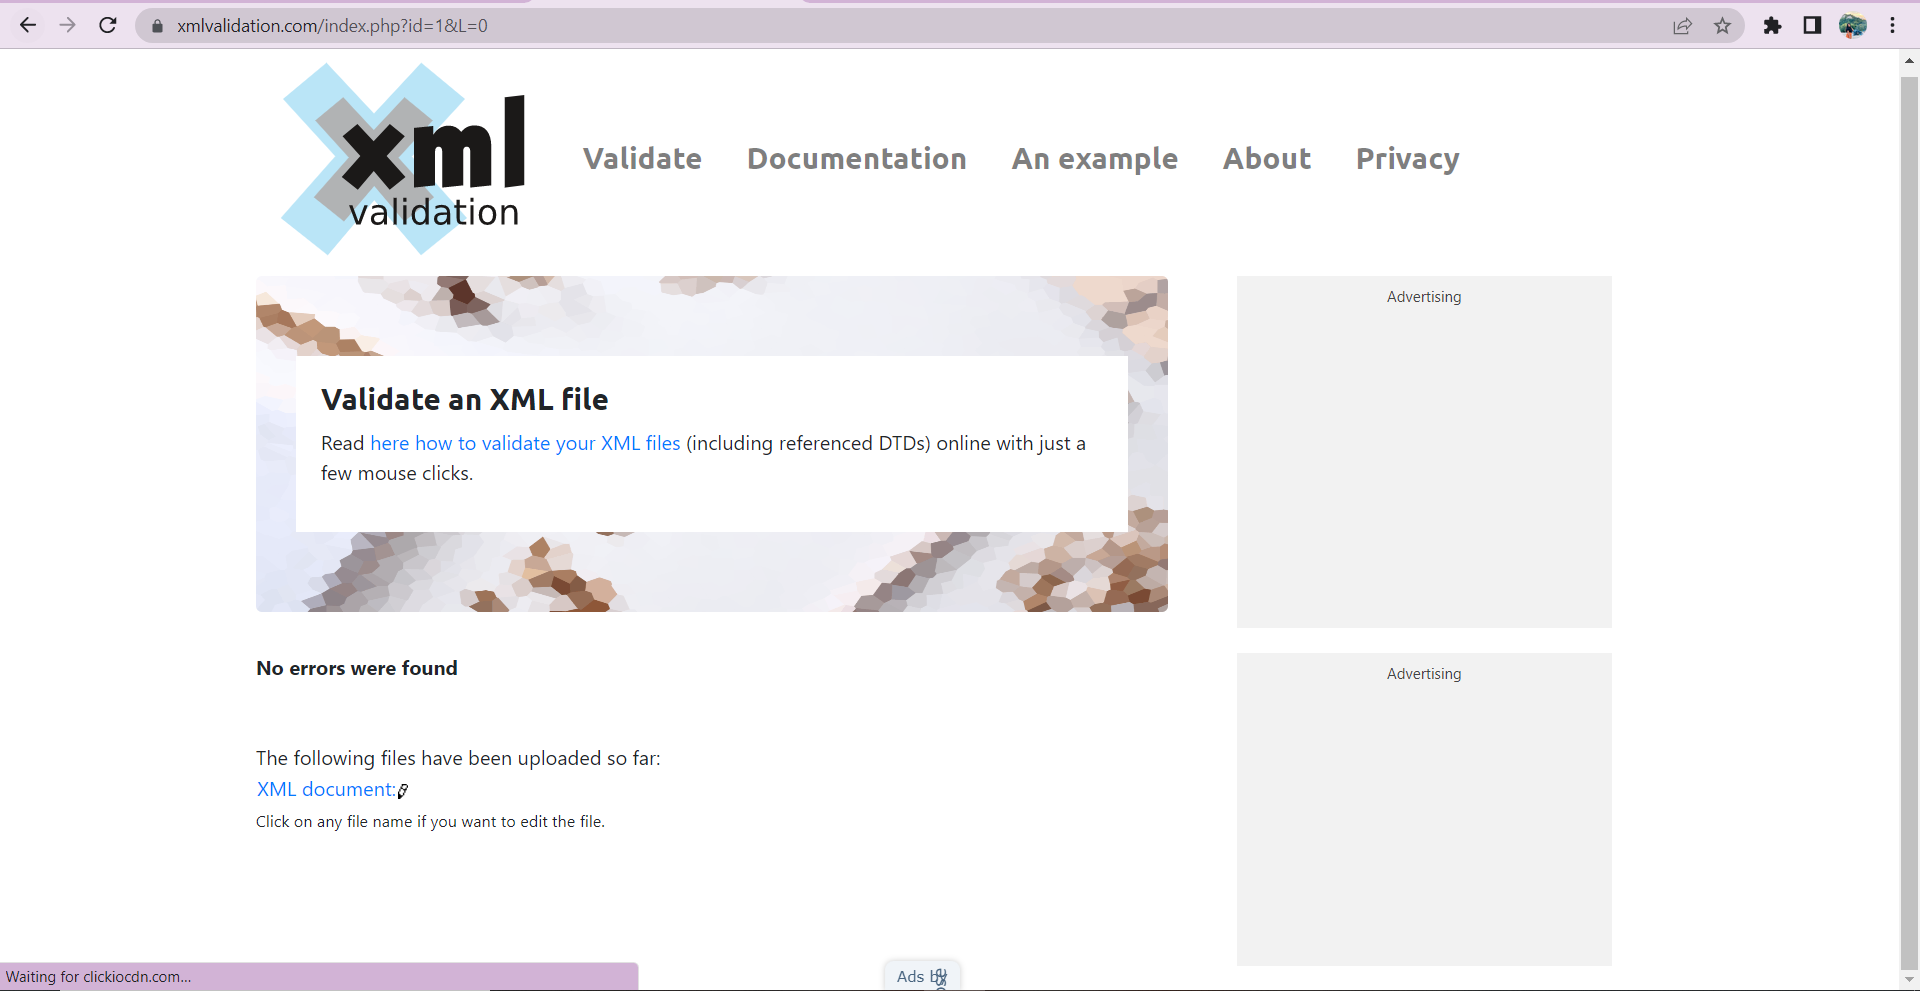 xmlvalidation.com/index.php?id=1&L=0
xml
validation
Validate Documentation An example About Privacy
Validate an XML file
Read here how to validate your XML files (including referenced DTDs) online with just a
few mouse clicks.
Advertising
No errors were found
Advertising
The following files have been uploaded so far:
XML document:
Click on any file name if you want to edit the file.
Waiting for clickiocdn.com...
Ads by